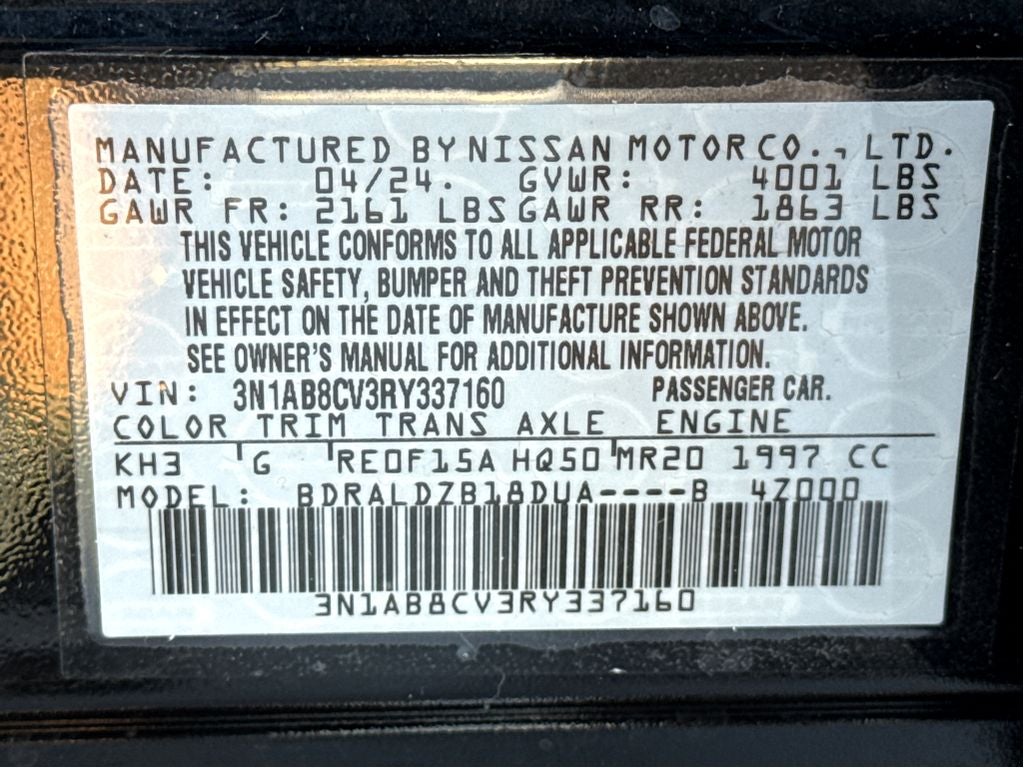 MANUFACTURED BY NISSAN MOTOR CO., LTD.
DATE: 04/24. GVWR: 4001 LBS
GAWR FR: 2161 LBS GAWR RR: 1863 LBS
THIS VEHICLE CONFORMS TO ALL APPLICABLE FEDERAL MOTOR
VEHICLE SAFETY, BUMPER AND THEFT PREVENTION STANDARDS
IN EFFECT ON THE DATE OF MANUFACTURE SHOWN ABOVE.
SEE OWNER'S MANUAL FOR ADDITIONAL INFORMATION.
VIN: 3N1AB8CV3RY337160 PASSENGER CAR.
COLOR TRIM TRANS AXLE ENGINE
KH3 G RE0F15A HQ50 MR20 1997 CC
MODEL: BDRALDZB18DUA----B 4Z000
3N1AB8CV3RY337160